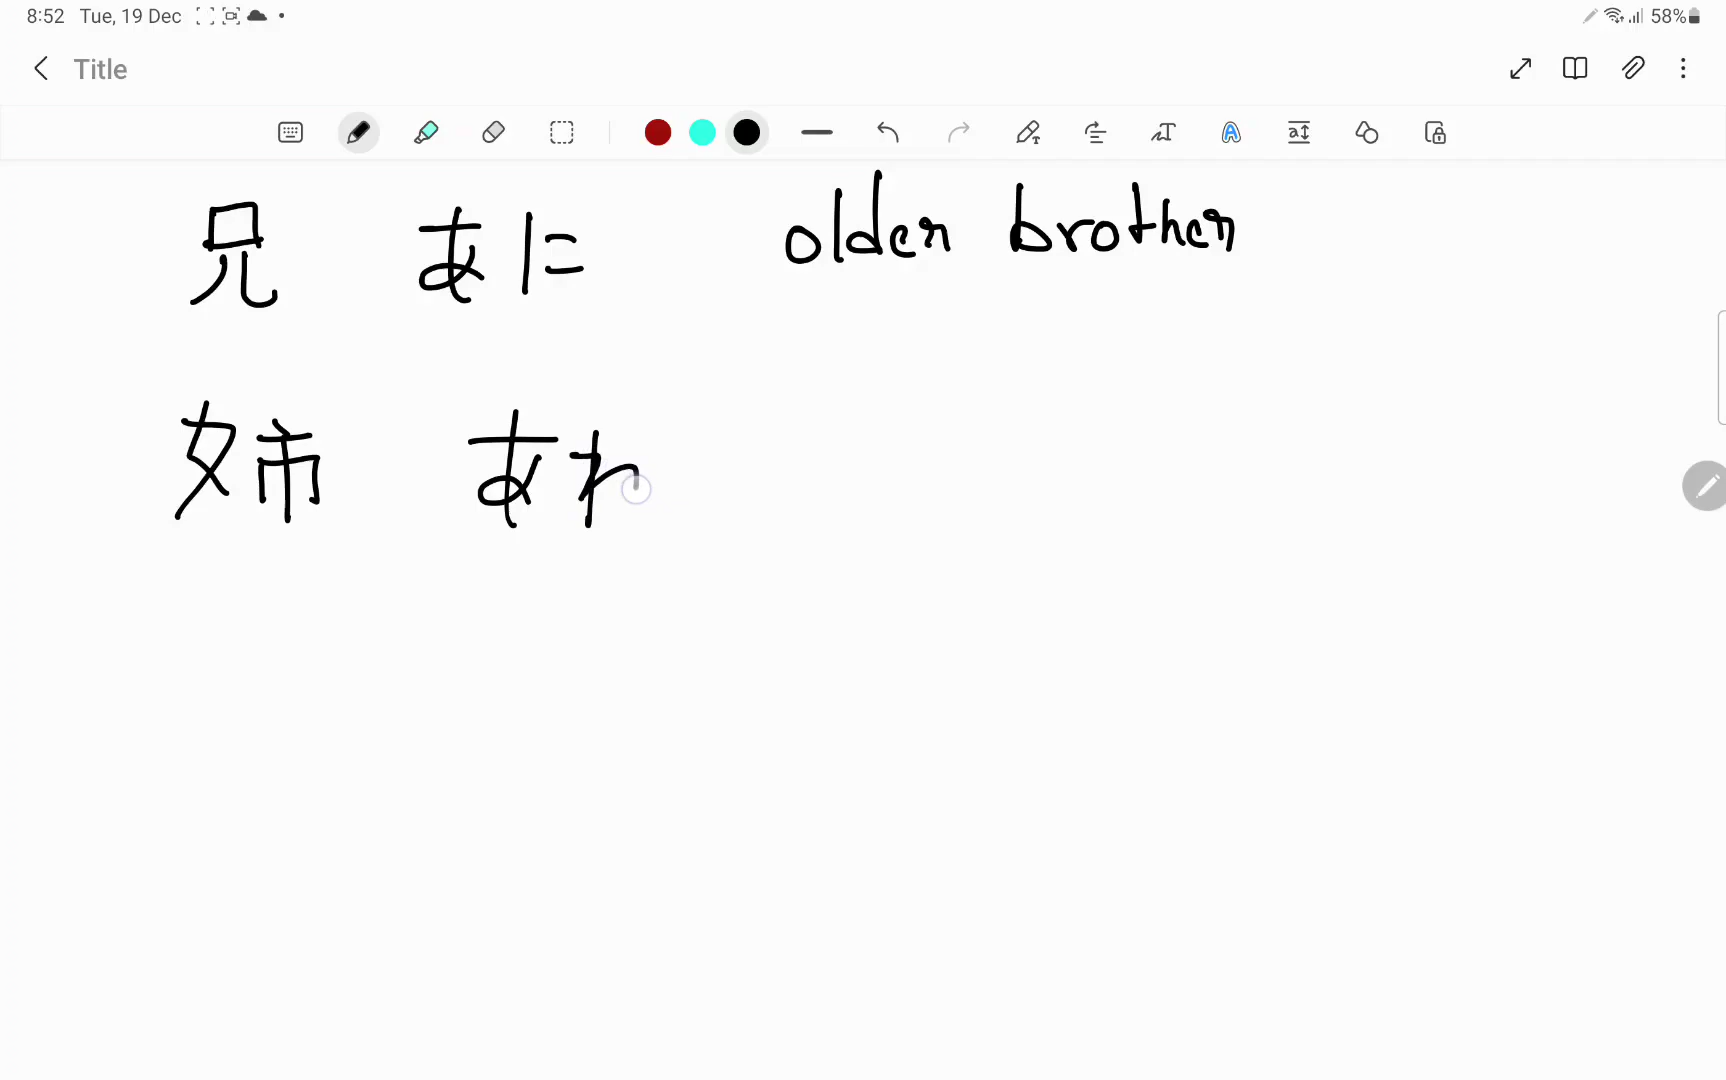 8:52 Tue, 19 Dec 58%
Title
兄 あに older brother
姉 あ